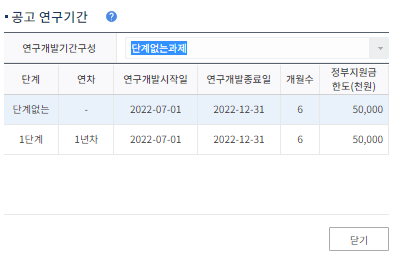 공고 연구기간 ?
연구개발기간구성 단계없는과제
단계 연차 연구개발시작일 연구개발종료일 개월수 정부지원금
한도(천원)
단계없는 - 2022-07-01 2022-12-31 6 50,000
1단계 1년차 2022-07-01 2022-12-31 6 50,000
닫기